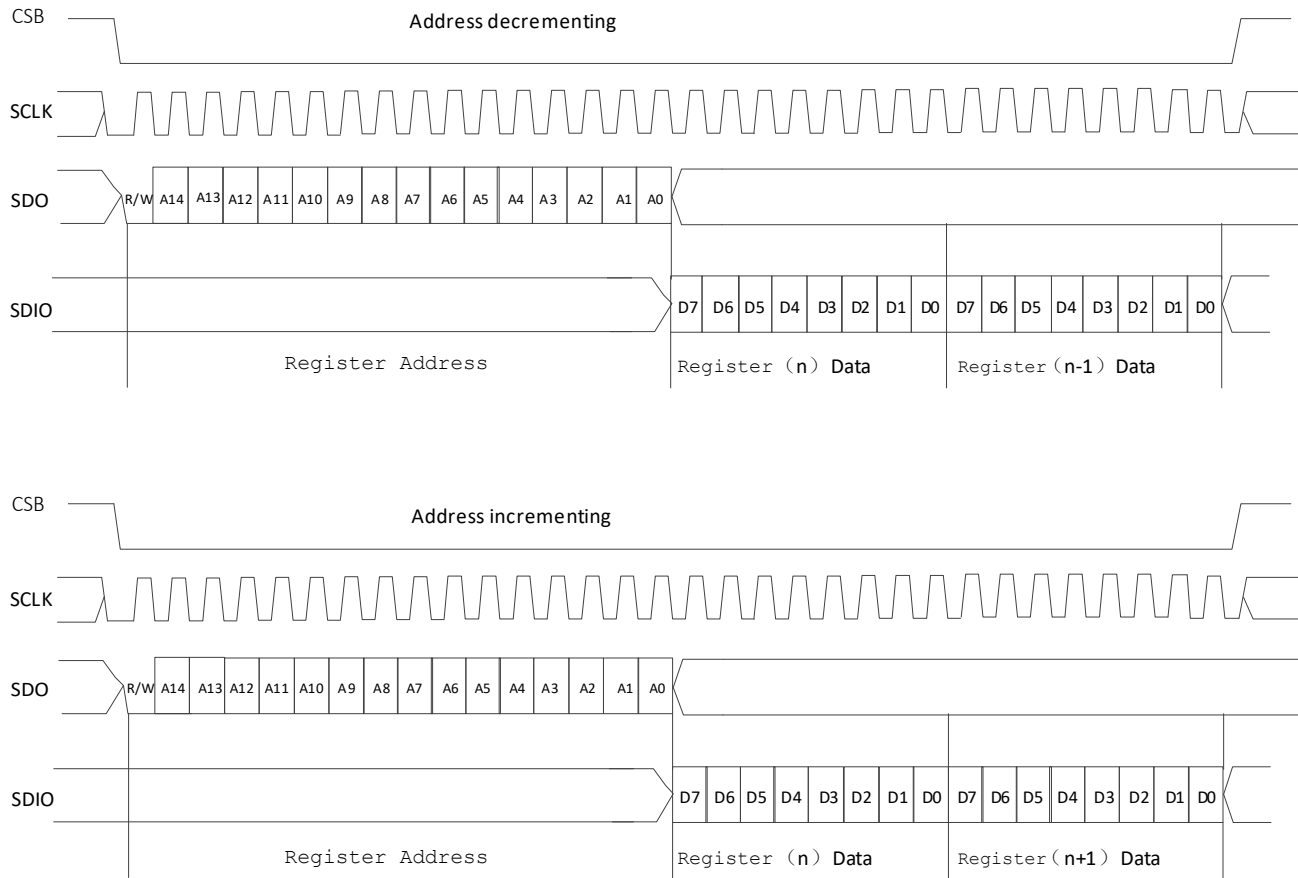 CSB
Address decrementing
SCLK
SDO R/W A14 A13 A12 A11 A10 A9 A8 A7 A6 A5 A4 A3 A2 A1 A0
SDIO D7 D6 D5 D4 D3 D2 D1 D0 D7 D6 D5 D4 D3 D2 D1 D0
Register Address Register（n）Data Register（n-1）Data
CSB
Address incrementing
SCLK
SDO R/W A14 A13 A12 A11 A10 A9 A8 A7 A6 A5 A4 A3 A2 A1 A0
SDIO D7 D6 D5 D4 D3 D2 D1 D0 D7 D6 D5 D4 D3 D2 D1 D0
Register Address Register（n）Data Register（n+1）Data